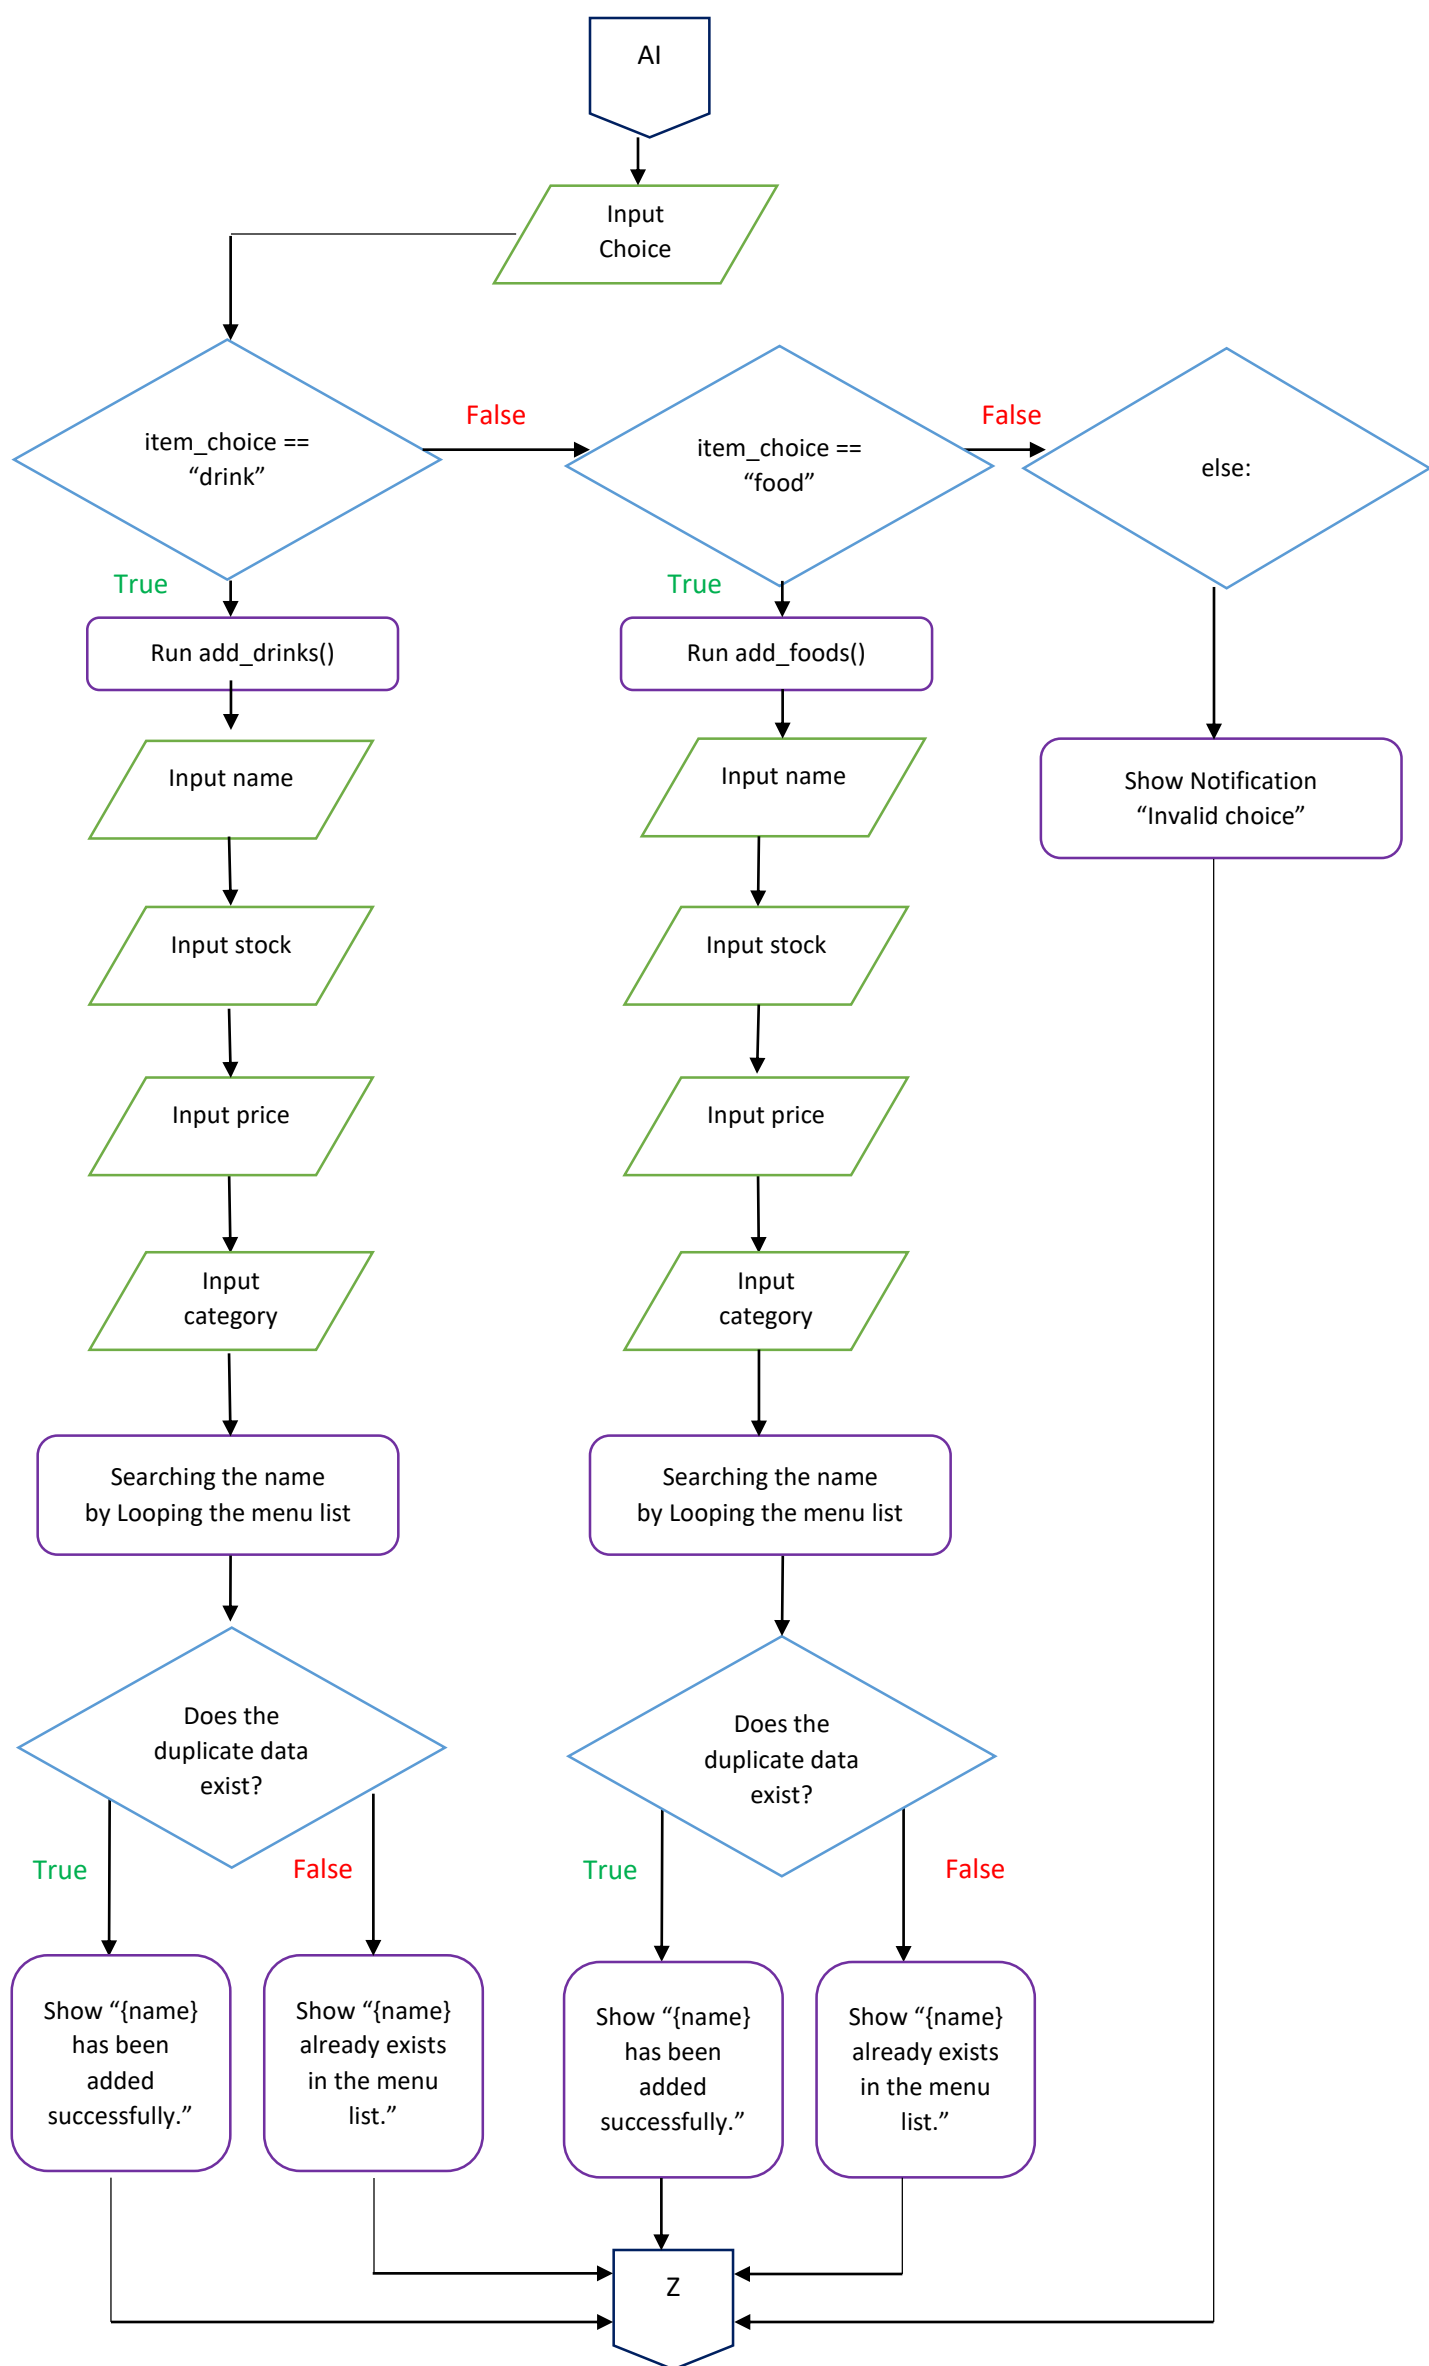 AI
Input
Choice
item_choice ==
“drink”
False
item_choice ==
“food”
False
else:
True
Run add_drinks()
True
Run add_foods()
Input name
Input name
Show Notification
“Invalid choice”
Input stock
Input stock
Input price
Input price
Input
category
Input
category
Searching the name
by Looping the menu list
Searching the name
by Looping the menu list
Does the
duplicate data
exist?
Does the
duplicate data
exist?
True
False
True
False
Show “{name}
has been
added
successfully.”
Show “{name}
already exists
in the menu
list.”
Show “{name}
has been
added
successfully.”
Show “{name}
already exists
in the menu
list.”
Z